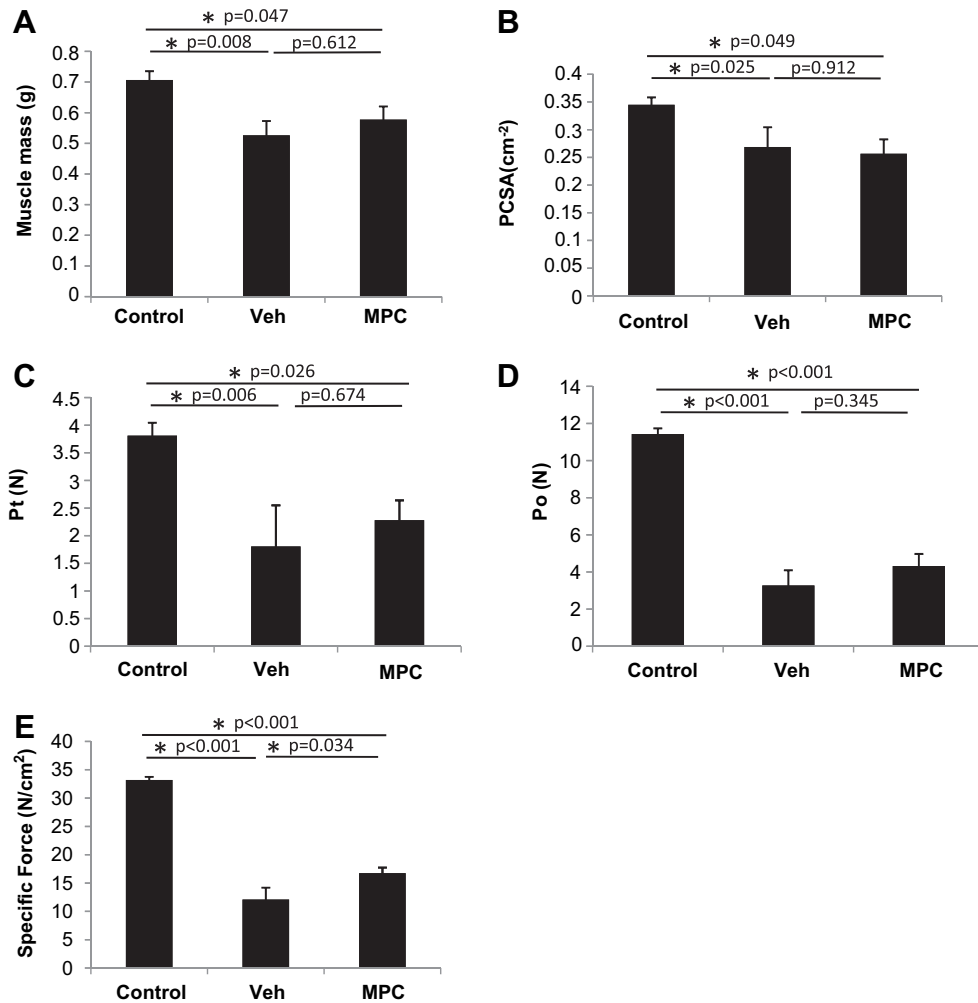 A
* p=0.047
* p=0.008 p=0.612
Muscle mass (g)
0.8
0.7
0.6
0.5
0.4
0.3
0.2
0.1
0
Control Veh MPC
B
* p=0.049
* p=0.025 p=0.912
PCSA(cm-2)
0.4
0.35
0.3
0.25
0.2
0.15
0.1
0.05
0
Control Veh MPC
C
* p=0.026
* p=0.006 p=0.674
Pt (N)
4.5
4
3.5
3
2.5
2
1.5
1
0.5
0
Control Veh MPC
D
* p<0.001
* p<0.001 p=0.345
Po (N)
14
12
10
8
6
4
2
0
Control Veh MPC
E
* p<0.001
* p<0.001 * p=0.034
Specific Force (N/cm²)
40
35
30
25
20
15
10
5
0
Control Veh MPC